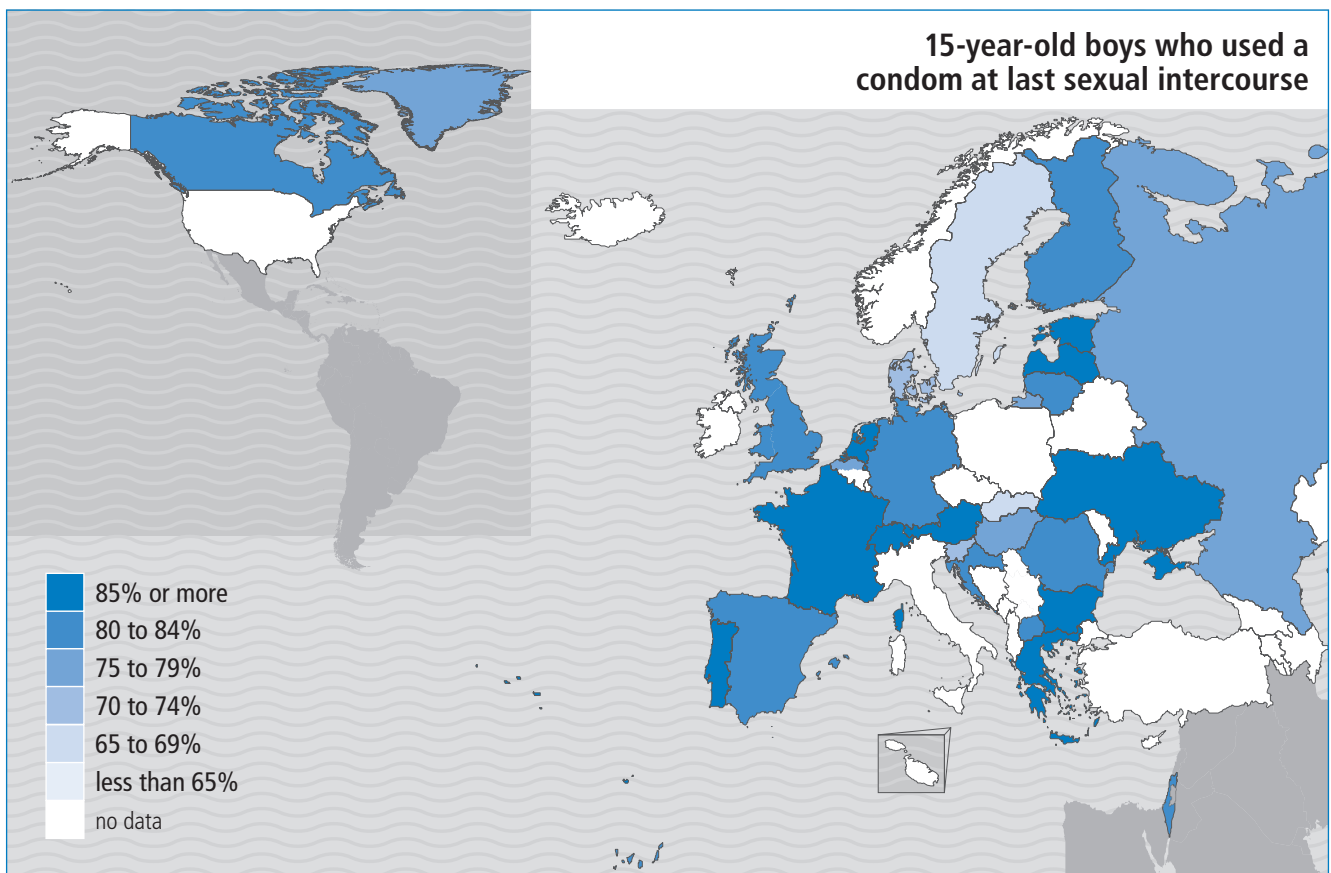 15-year-old boys who used a
condom at last sexual intercourse
85% or more
80 to 84%
75 to 79%
70 to 74%
65 to 69%
less than 65%
no data